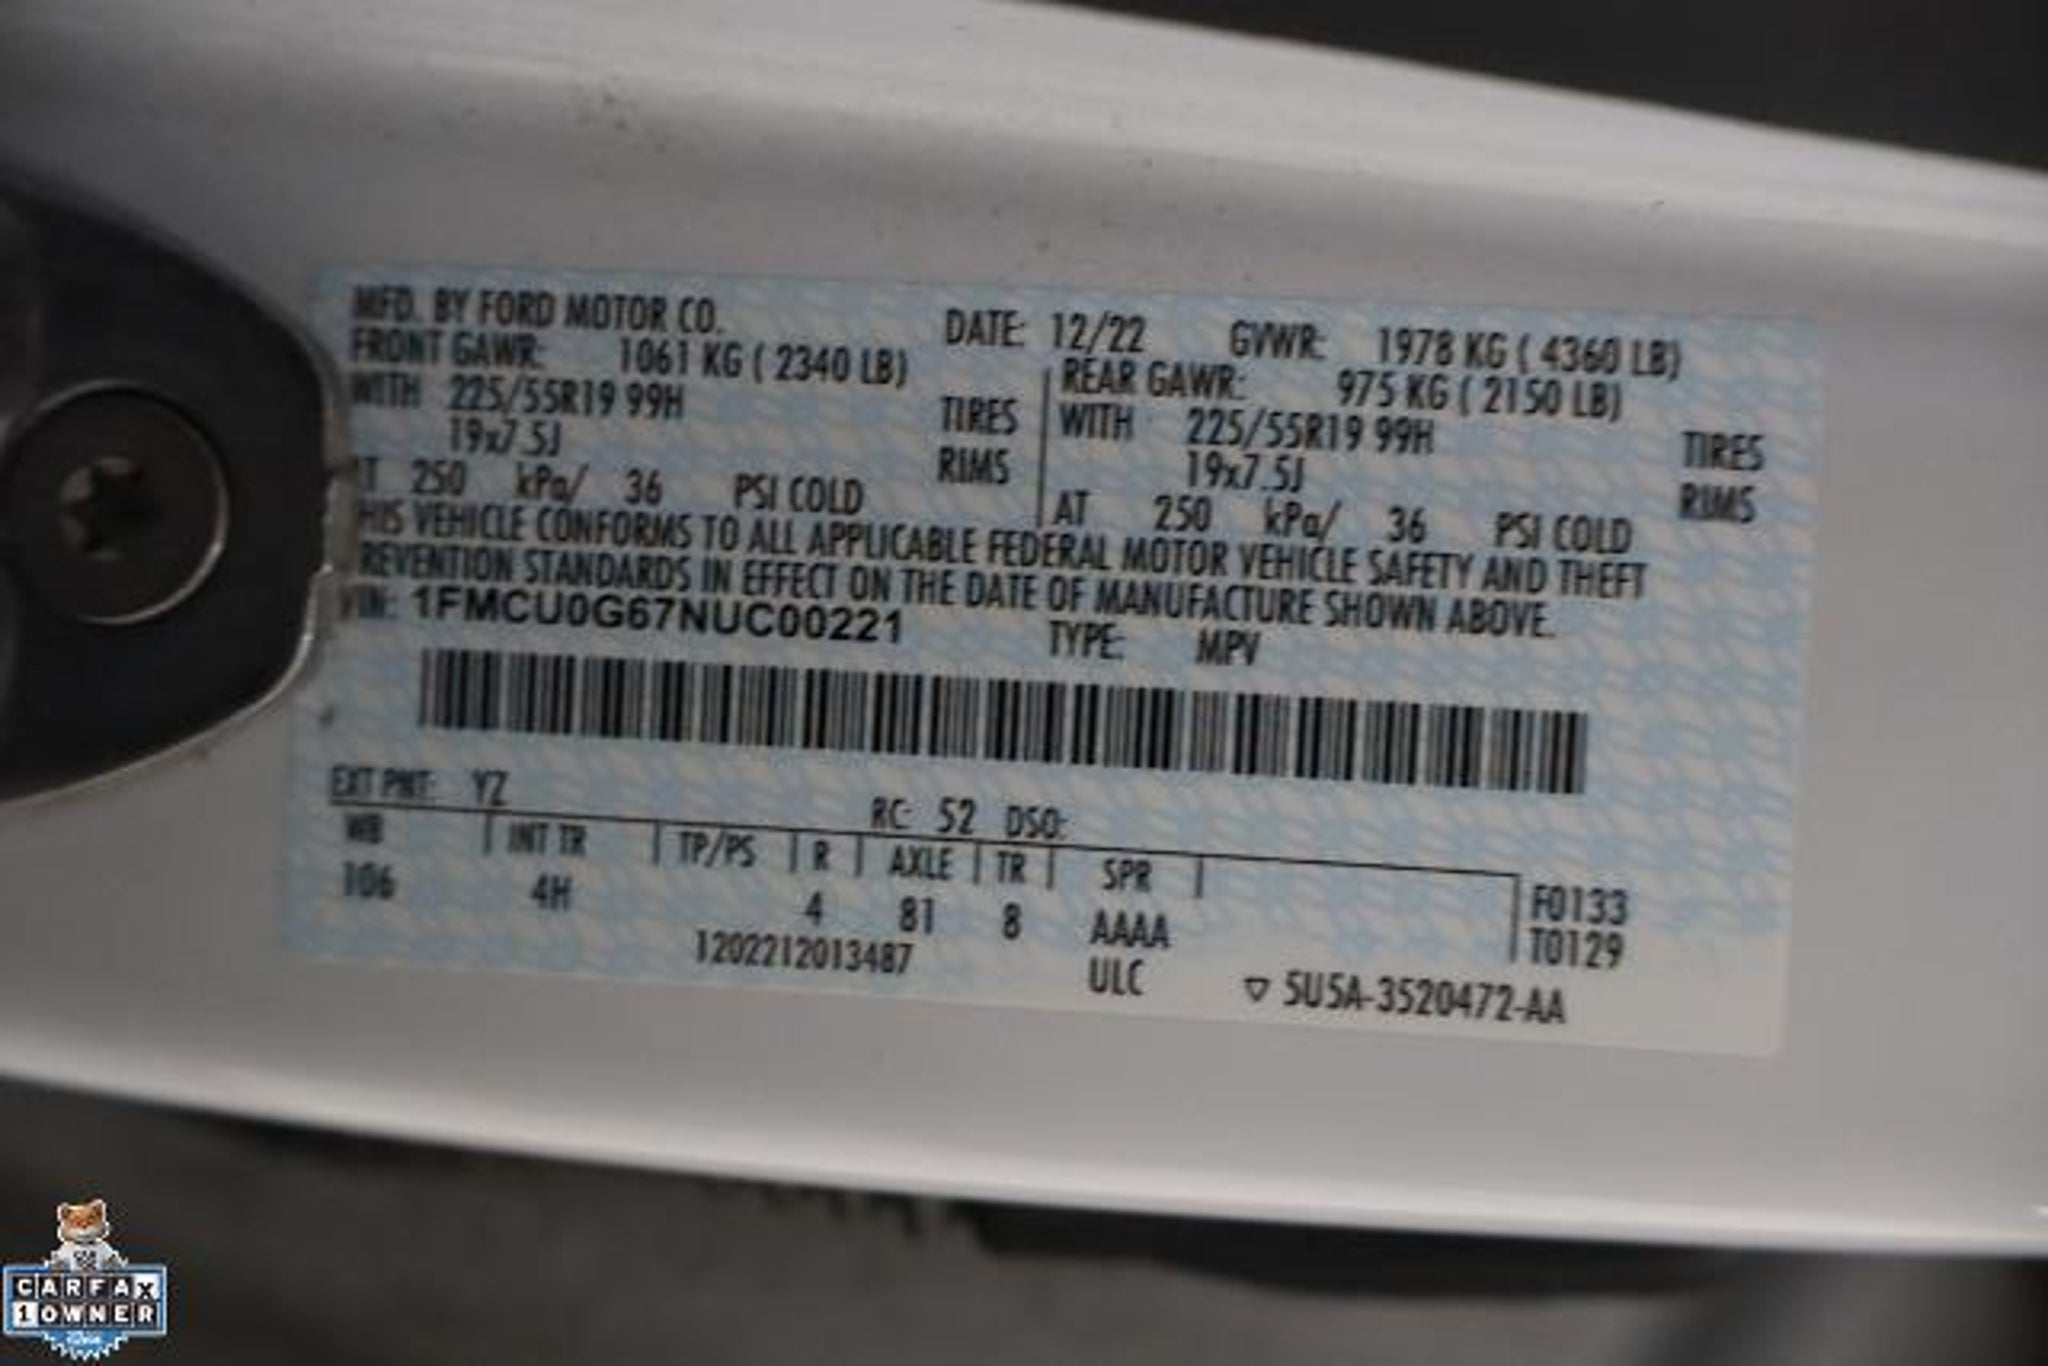 MFD. BY FORD MOTOR CO. DATE: 12/22 GVWR: 1978 KG ( 4360 LB)
FRONT GAWR: 1061 KG ( 2340 LB) REAR GAWR: 975 KG ( 2150 LB)
WITH 225/55R19 99H TIRES WITH 225/55R19 99H TIRES
19x7.5J RIMS 19x7.5J RIMS
T 250 kPa/ 36 PSI COLD AT 250 kPa/ 36 PSI COLD
HIS VEHICLE CONFORMS TO ALL APPLICABLE FEDERAL MOTOR VEHICLE SAFETY AND THEFT
REVENTION STANDARDS IN EFFECT ON THE DATE OF MANUFACTURE SHOWN ABOVE.
VIN: 1FMCU0G67NUC00221 TYPE: MPV
EXT PNT: YZ RC: 52 DSO:
WB INT TR TP/PS R AXLE TR SPR
106 4H 4 81 8 AAAA F0133
1202212013487 ULC T0129
▽ 5U5A-3520472-AA
CARFAX
1 OWNER